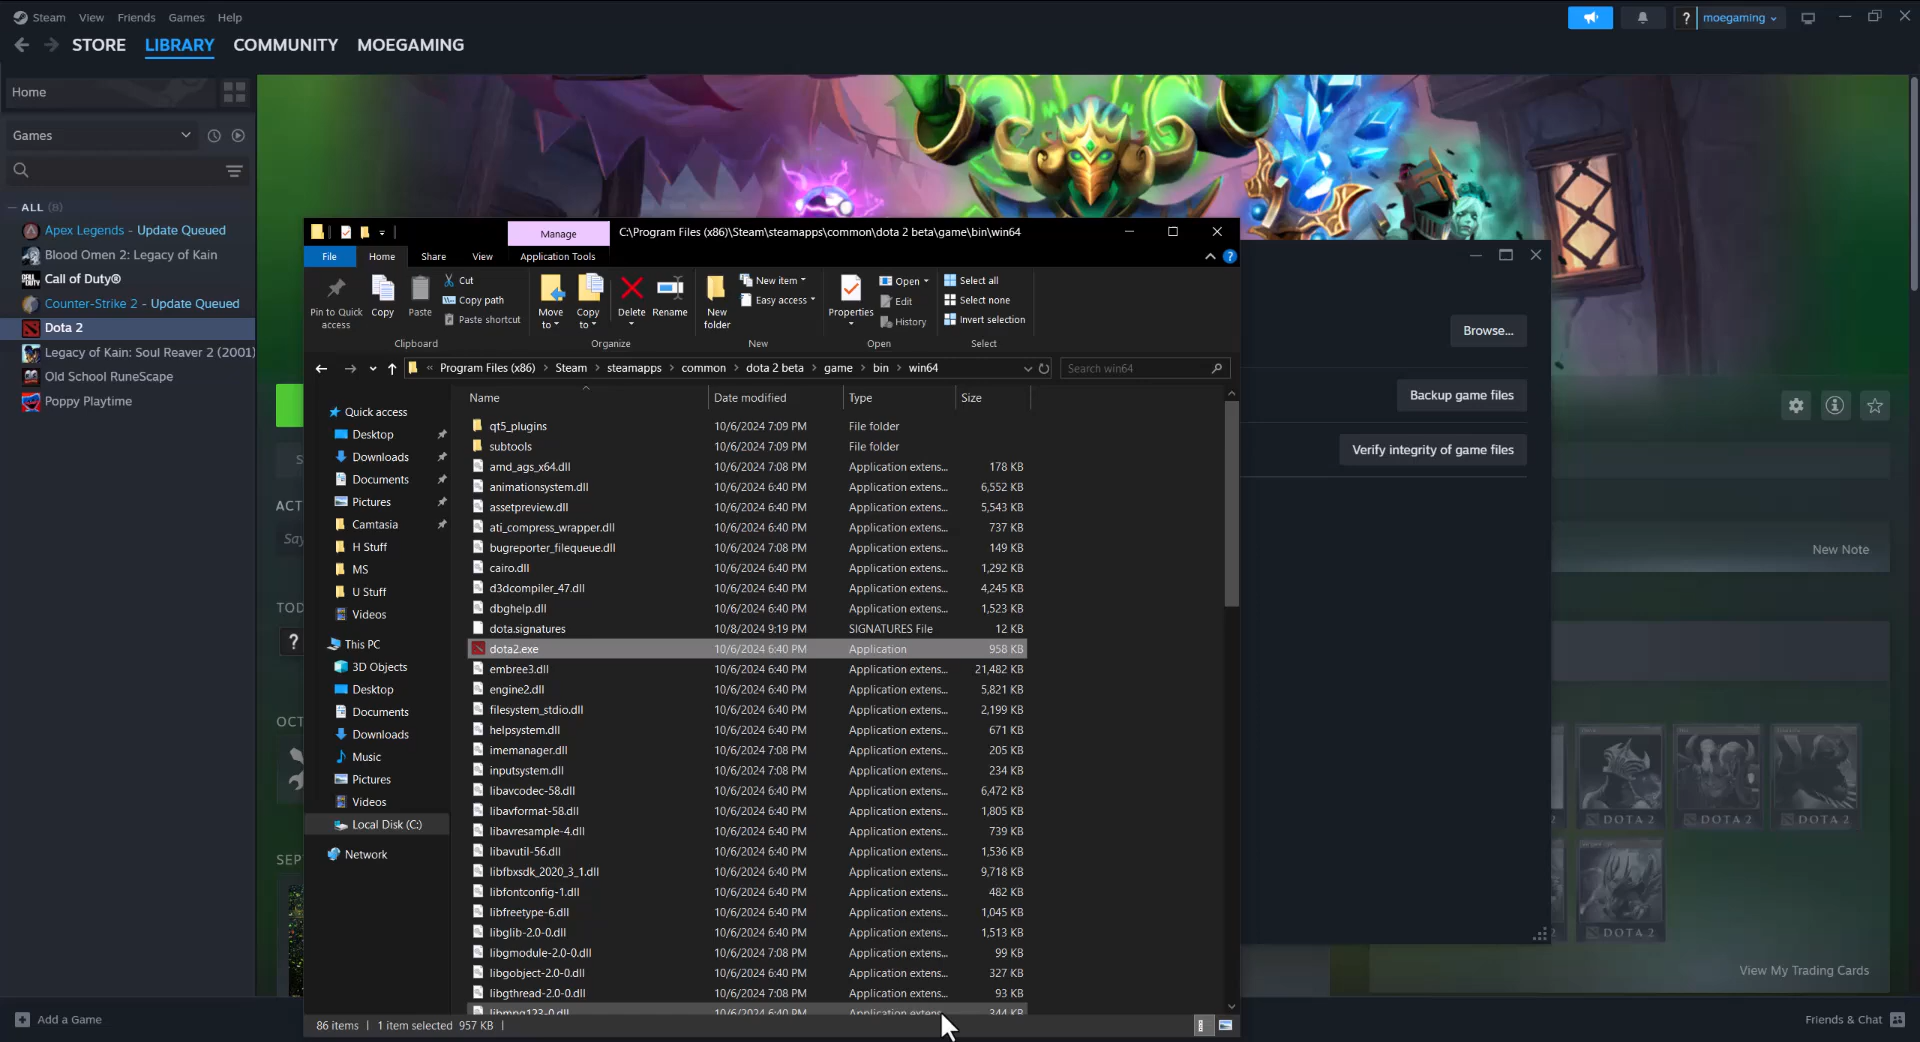 Steam View Friends Games Help
moegaming
STORE LIBRARY COMMUNITY MOEGAMING
Home
Games
ALL (8)
Apex Legends - Update Queued
Blood Omen 2: Legacy of Kain
Call of Duty®
Counter-Strike 2 - Update Queued
Dota 2
Legacy of Kain: Soul Reaver 2 (2001)
Old School RuneScape
Poppy Playtime
Manage C:\Program Files (x86)\Steam\steamapps\common\dota 2 beta\game\bin\win64
File Home Share View Application Tools
Pin to Quick access
Copy
Paste
Cut
Copy path
Paste shortcut
Clipboard
Move to
Copy to
Delete
Rename
Organize
New folder
New item
Easy access
New
Properties
Open
Edit
History
Open
Select all
Select none
Invert selection
Select
« Program Files (x86) › Steam › steamapps › common › dota 2 beta › game › bin › win64
Search win64
Quick access
Desktop
Downloads
Documents
Pictures
Camtasia
H Stuff
MS
U Stuff
Videos
This PC
3D Objects
Desktop
Documents
Downloads
Music
Pictures
Videos
Local Disk (C:)
Network
Name Date modified Type Size
qt5_plugins 10/6/2024 7:09 PM File folder
subtools 10/6/2024 7:09 PM File folder
amd_ags_x64.dll 10/6/2024 7:08 PM Application extens... 178 KB
animationsystem.dll 10/6/2024 6:40 PM Application extens... 6,552 KB
assetpreview.dll 10/6/2024 6:40 PM Application extens... 5,543 KB
ati_compress_wrapper.dll 10/6/2024 6:40 PM Application extens... 737 KB
bugreporter_filequeue.dll 10/6/2024 7:08 PM Application extens... 149 KB
cairo.dll 10/6/2024 6:40 PM Application extens... 1,292 KB
d3dcompiler_47.dll 10/6/2024 6:40 PM Application extens... 4,245 KB
dbghelp.dll 10/6/2024 6:40 PM Application extens... 1,523 KB
dota.signatures 10/8/2024 9:19 PM SIGNATURES File 12 KB
dota2.exe 10/6/2024 6:40 PM Application 958 KB
embree3.dll 10/6/2024 6:40 PM Application extens... 21,482 KB
engine2.dll 10/6/2024 6:40 PM Application extens... 5,821 KB
filesystem_stdio.dll 10/6/2024 6:40 PM Application extens... 2,199 KB
helpsystem.dll 10/6/2024 6:40 PM Application extens... 671 KB
imemanager.dll 10/6/2024 7:08 PM Application extens... 205 KB
inputsystem.dll 10/6/2024 7:08 PM Application extens... 234 KB
libavcodec-58.dll 10/6/2024 6:40 PM Application extens... 6,472 KB
libavformat-58.dll 10/6/2024 6:40 PM Application extens... 1,805 KB
libavresample-4.dll 10/6/2024 6:40 PM Application extens... 739 KB
libavutil-56.dll 10/6/2024 6:40 PM Application extens... 1,536 KB
libfbxsdk_2020_3_1.dll 10/6/2024 6:40 PM Application extens... 9,718 KB
libfontconfig-1.dll 10/6/2024 6:40 PM Application extens... 482 KB
libfreetype-6.dll 10/6/2024 6:40 PM Application extens... 1,045 KB
libglib-2.0-0.dll 10/6/2024 6:40 PM Application extens... 1,513 KB
libgmodule-2.0-0.dll 10/6/2024 7:08 PM Application extens... 99 KB
libgobject-2.0-0.dll 10/6/2024 6:40 PM Application extens... 327 KB
libgthread-2.0-0.dll 10/6/2024 7:08 PM Application extens... 93 KB
libmpg123-0.dll 10/6/2024 6:40 PM Application extens... 344 KB
86 items 1 item selected 957 KB
Browse...
Backup game files
Verify integrity of game files
ACT
Say
TOD
OCT
SEP
New Note
DOTA 2
DOTA 2
DOTA 2
DOTA 2
View My Trading Cards
Add a Game
Friends & Chat